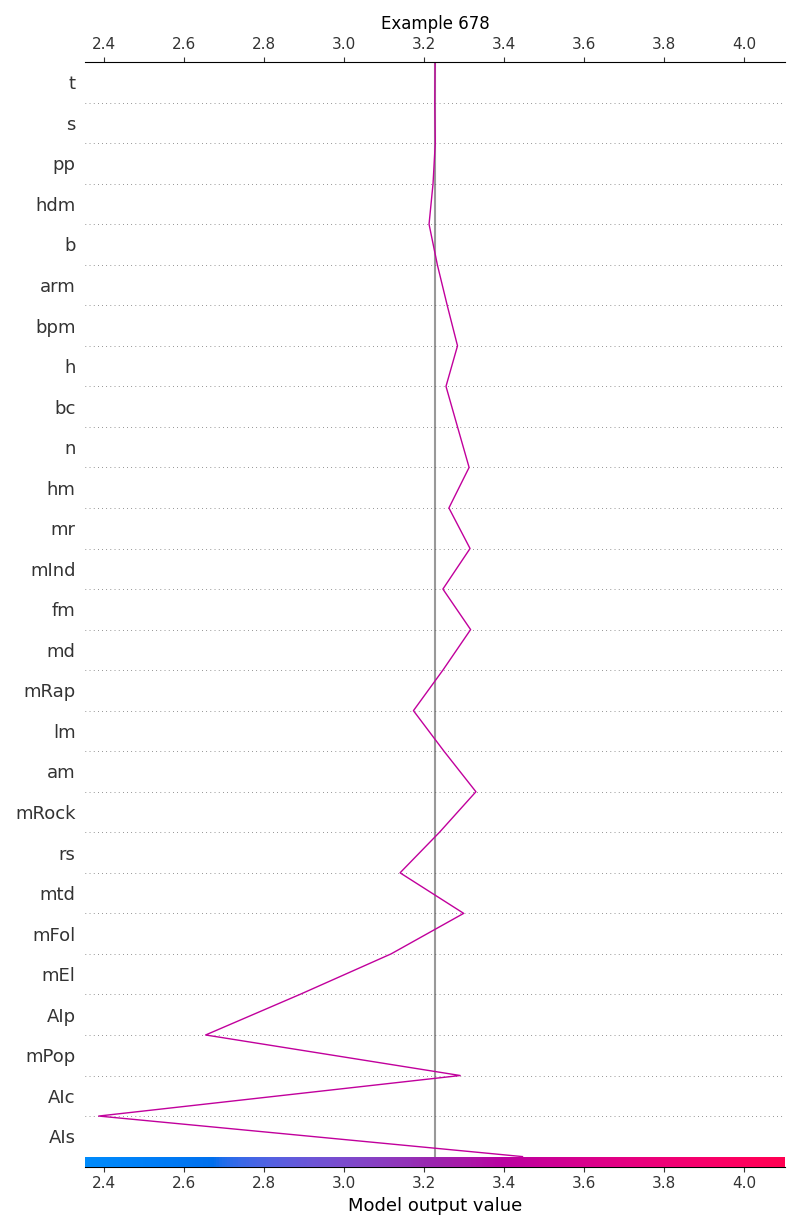 Example 678
2.4 2.6 2.8 3.0 3.2 3.4 3.6 3.8 4.0
t
s
pp
hdm
b
arm
bpm
h
bc
n
hm
mr
mInd
fm
md
mRap
lm
am
mRock
rs
mtd
mFol
mEl
Alp
mPop
Alc
Als
2.4 2.6 2.8 3.0 3.2 3.4 3.6 3.8 4.0
Model output value